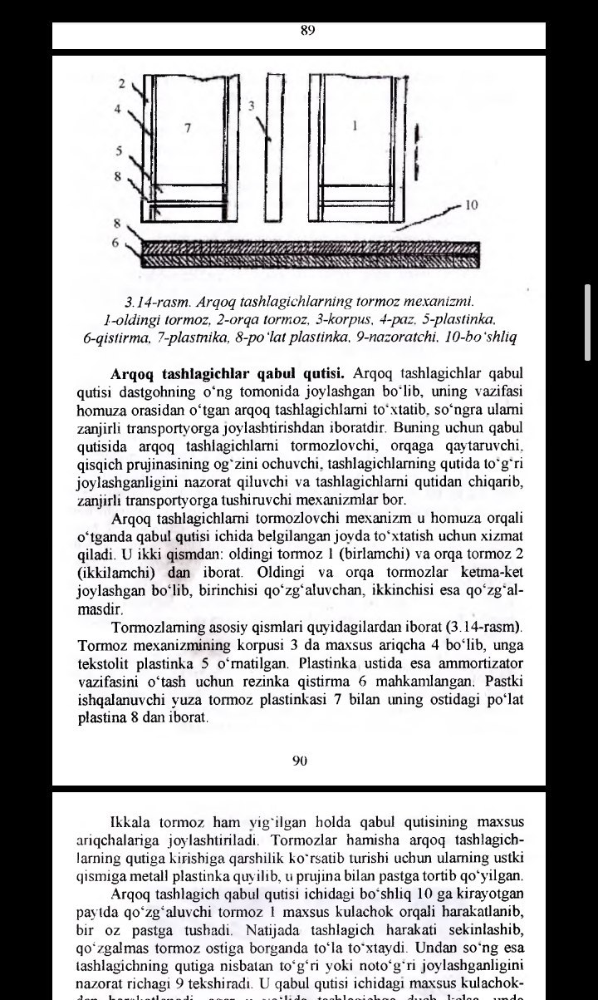 89
2
4
5
8
7
3
1
10
8
6
3.14-rasm. Arqoq tashlagichlarning tormoz mexanizmi.
1-oldingi tormoz, 2-orqa tormoz, 3-korpus, 4-paz, 5-plastinka,
6-qistirma, 7-plastnika, 8-po‘lat plastinka, 9-nazoratchi, 10-bo‘shliq
Arqoq tashlagichlar qabul qutisi. Arqoq tashlagichlar qabul
qutisi dastgohning o‘ng tomonida joylashgan bo‘lib, uning vazifasi
homuza orasidan o‘tgan arqoq tashlagichlarni to‘xtatib, so‘ngra ularni
zanjirli transportyorga joylashtirishdan iboratdir. Buning uchun qabul
qutisida arqoq tashlagichlarni tormozlovchi, orqaga qaytaruvchi,
qisqich prujinasining og‘zini ochuvchi, tashlagichlarning qutida to‘g‘ri
joylashganligini nazorat qiluvchi va tashlagichlarni qutidan chiqarib,
zanjirli transportyorga tushiruvchi mexanizmlar bor.
Arqoq tashlagichlarni tormozlovchi mexanizm u homuza orqali
o‘tganda qabul qutisi ichida belgilangan joyda to‘xtatish uchun xizmat
qiladi. U ikki qismdan: oldingi tormoz 1 (birlamchi) va orqa tormoz 2
(ikkilamchi) dan iborat. Oldingi va orqa tormozlar ketma-ket
joylashgan bo‘lib, birinchisi qo‘zg‘aluvchan, ikkinchisi esa qo‘zg‘al-
masdir.
Tormozlarning asosiy qismlari quyidagilardan iborat (3.14-rasm).
Tormoz mexanizmining korpusi 3 da maxsus ariqcha 4 bo‘lib, unga
tekstolit plastinka 5 o‘rnatilgan. Plastinka ustida esa ammortizator
vazifasini o‘tash uchun rezinka qistirma 6 mahkamlangan. Pastki
ishqalanuvchi yuza tormoz plastinkasi 7 bilan uning ostidagi po‘lat
plastina 8 dan iborat.
90
Ikkala tormoz ham yig‘ilgan holda qabul qutisining maxsus
ariqchalariga joylashtiriladi. Tormozlar hamisha arqoq tashlagich-
larning qutiga kirishiga qarshilik ko‘rsatib turishi uchun ularning ustki
qismiga metall plastinka quyilib, u prujina bilan pastga tortib qo‘yilgan.
Arqoq tashlagich qabul qutisi ichidagi bo‘shliq 10 ga kirayotgan
paytda qo‘zg‘aluvchi tormoz 1 maxsus kulachok orqali harakatlanib,
bir oz pastga tushadi. Natijada tashlagich harakati sekinlashib,
qo‘zgalmas tormoz ostiga borganda to‘la to‘xtaydi. Undan so‘ng esa
tashlagichning qutiga nisbatan to‘g‘ri yoki noto‘g‘ri joylashganligini
nazorat richagi 9 tekshiradi. U qabul qutisi ichidagi maxsus kulachok-